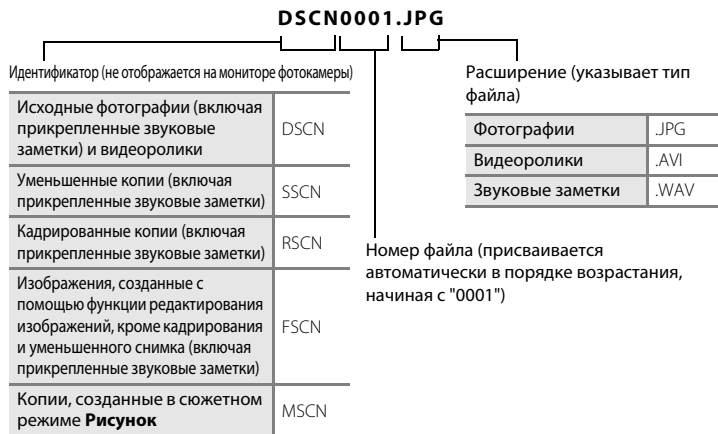 DSCN0001.JPG
Идентификатор (не отображается на мониторе фотокамеры)
Исходные фотографии (включая
прикрепленные звуковые
заметки) и видеоролики
DSCN
Уменьшенные копии (включая
прикрепленные звуковые заметки)
SSCN
Кадрированные копии (включая
прикрепленные звуковые заметки)
RSCN
Изображения, созданные с
помощью функции редактирования
изображений, кроме кадрирования
и уменьшенного снимка (включая
прикрепленные звуковые заметки)
FSCN
Копии, созданные в сюжетном
режиме Рисунок
MSCN
Расширение (указывает тип
файла)
Фотографии .JPG
Видеоролики .AVI
Звуковые заметки .WAV
Номер файла (присваивается
автоматически в порядке возрастания,
начиная с "0001")